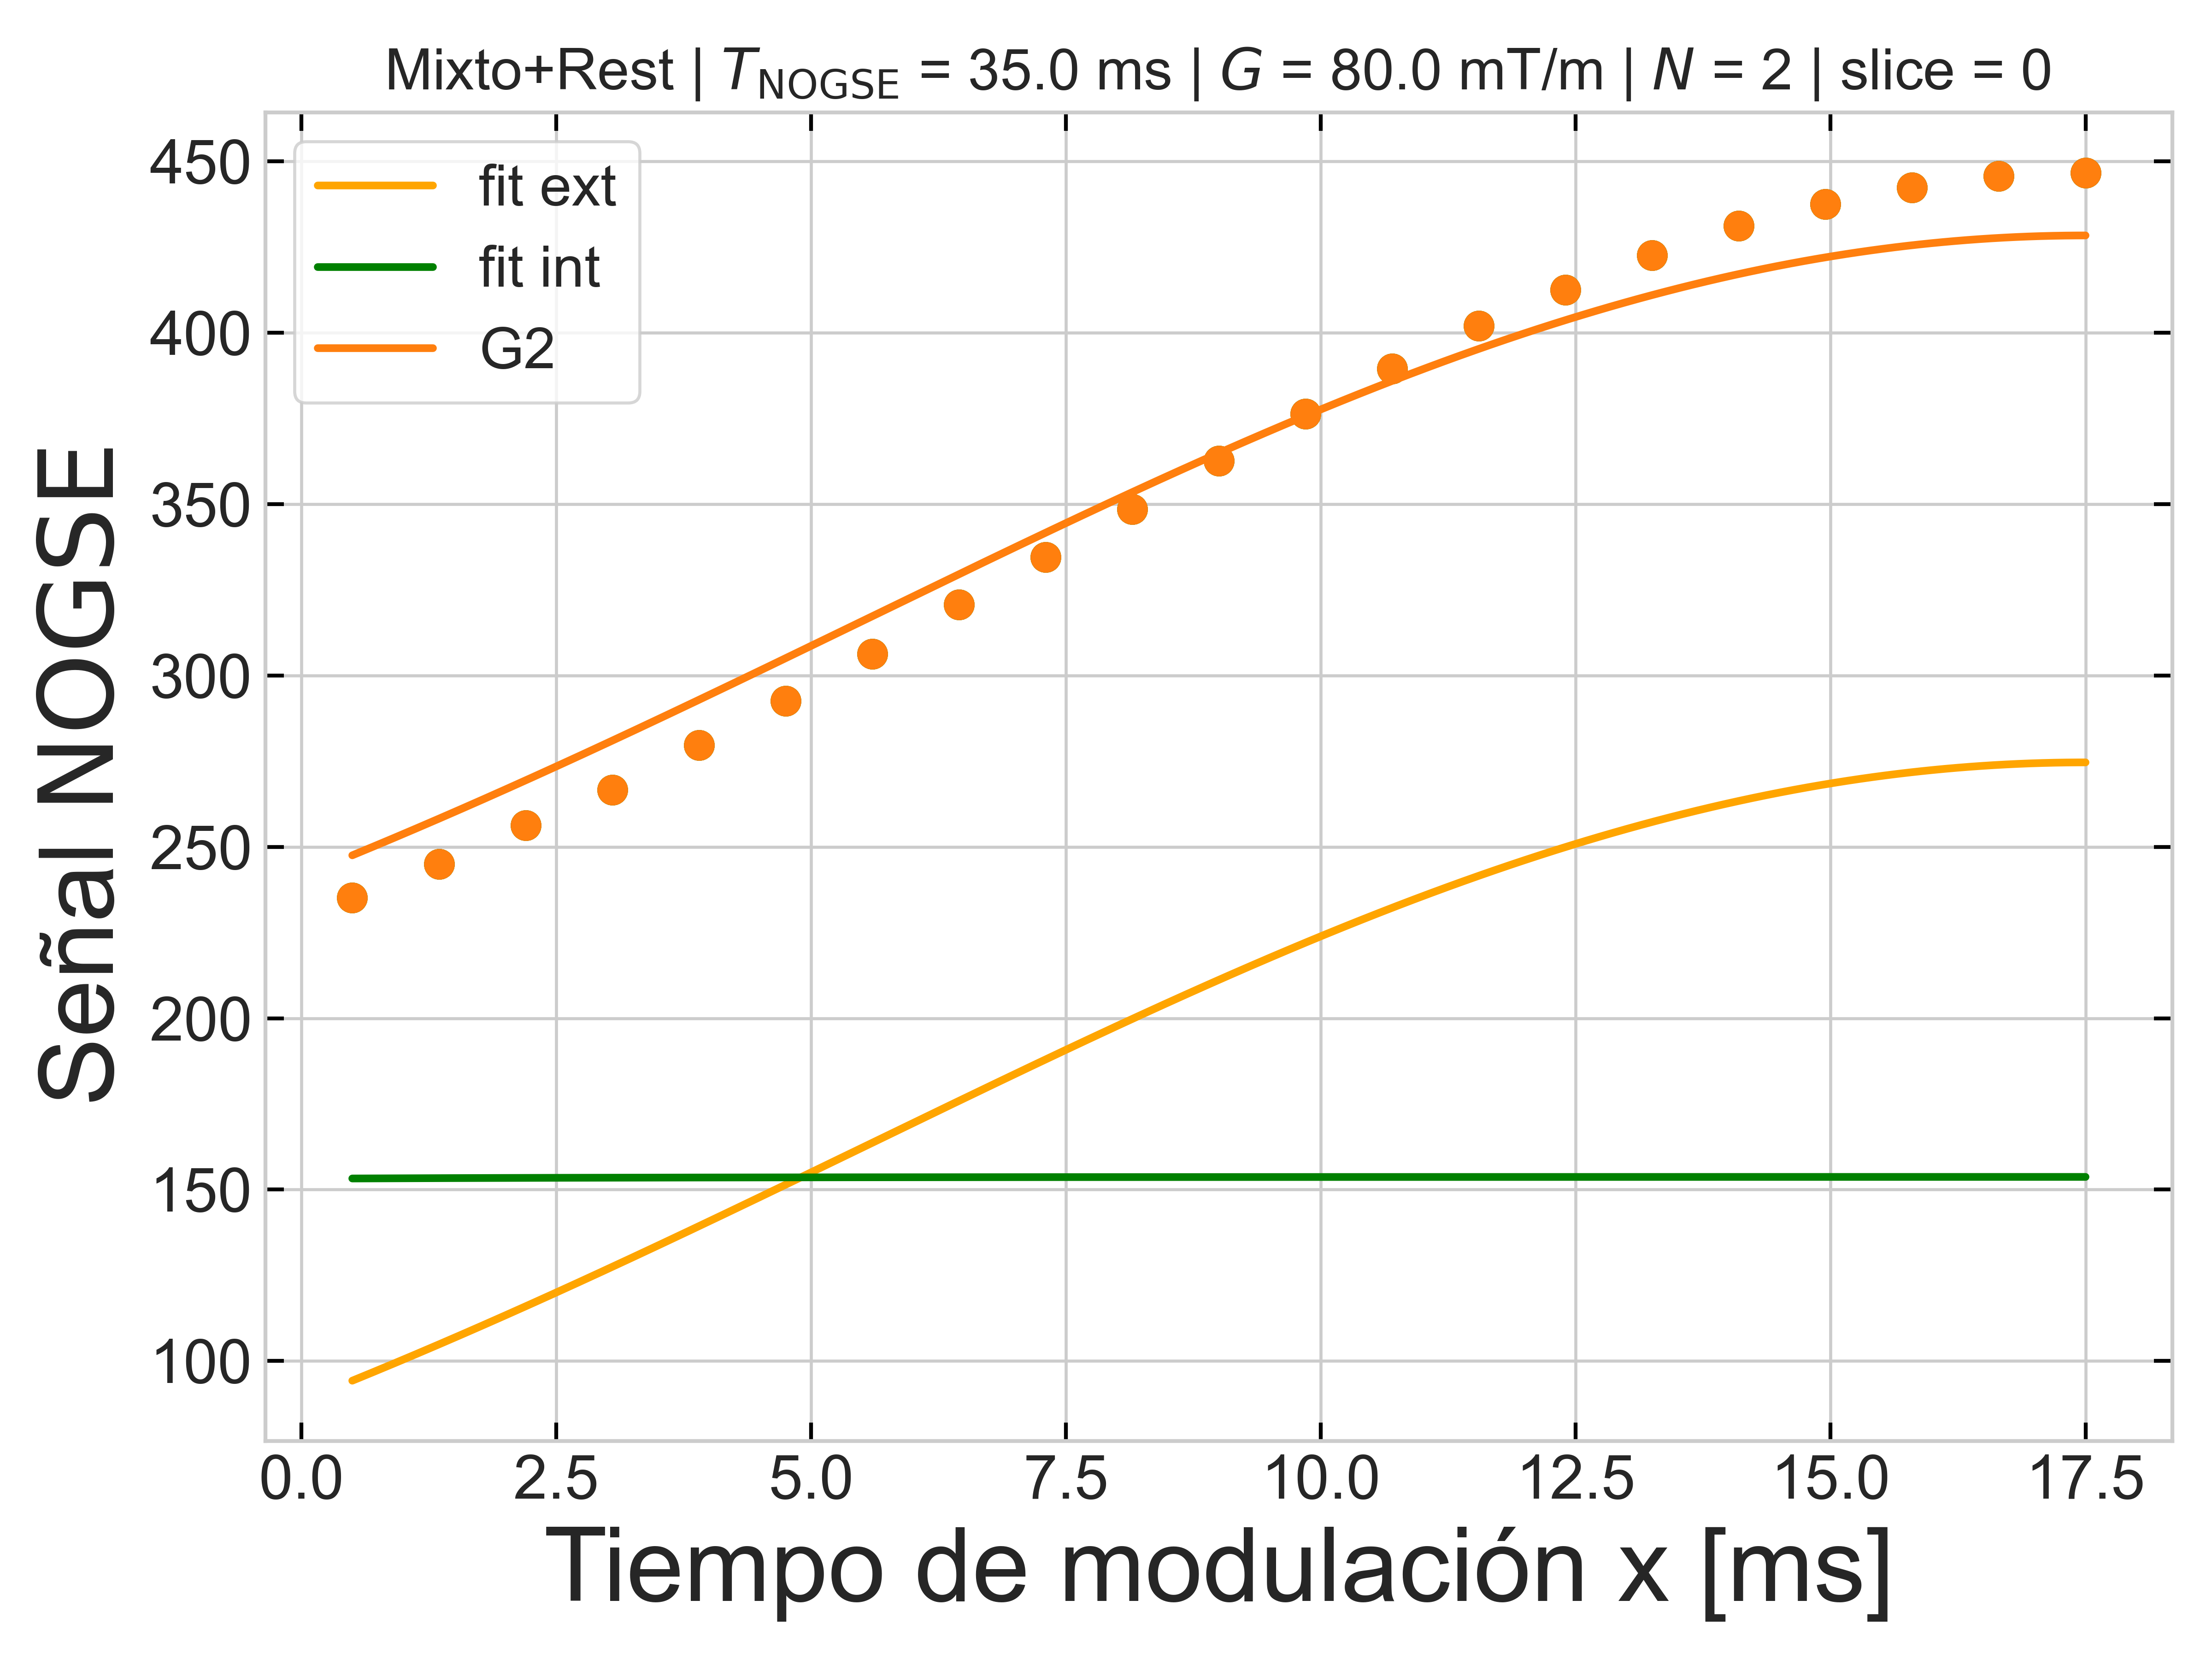 Mixto+Rest | T_NOGSE = 35.0 ms | G = 80.0 mT/m | N = 2 | slice = 0
fit ext
fit int
G2
Señal NOGSE
450
400
350
300
250
200
150
100
0.0 2.5 5.0 7.5 10.0 12.5 15.0 17.5
Tiempo de modulación x [ms]